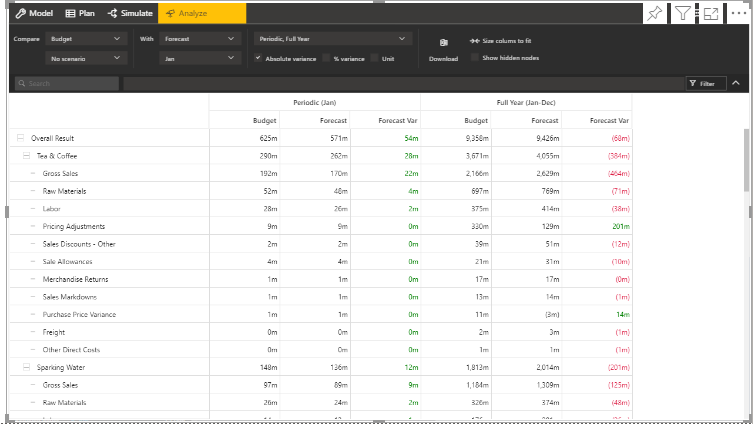 Model Plan Simulate Analyze
Compare Budget With Forecast Periodic, Full Year Size colums to fit
No scenario Jan Absolute variance % variance Unit Download Show hidden nodes
Search Filter
Periodic (Jan) Full Year (Jan-Dec)
Budget Forecast Forecast Var Budget Forecast Forecast Var
Overall Result 625m 571m 54m 9,358m 9,426m (68m)
Tea & Coffee 290m 262m 28m 3,671m 4,055m (384m)
Gross Sales 192m 170m 22m 2,166m 2,629m (464m)
Raw Materials 52m 48m 4m 697m 769m (71m)
Labor 28m 26m 2m 375m 414m (38m)
Pricing Adjustments 9m 9m 0m 330m 129m 201m
Sales Discounts - Other 2m 2m 0m 39m 51m (12m)
Sale Allowances 4m 4m 0m 21m 31m (10m)
Merchandise Returns 1m 1m 0m 17m 17m (0m)
Sales Markdowns 1m 1m 0m 13m 14m (1m)
Purchase Price Variance 1m 1m 0m 11m (3m) 14m
Freight 0m 0m 0m 2m 3m (1m)
Other Direct Costs 0m 0m 0m 1m 1m (1m)
Sparking Water 148m 136m 12m 1,813m 2,014m (201m)
Gross Sales 97m 89m 9m 1,184m 1,309m (125m)
Raw Materials 26m 24m 2m 326m 374m (48m)